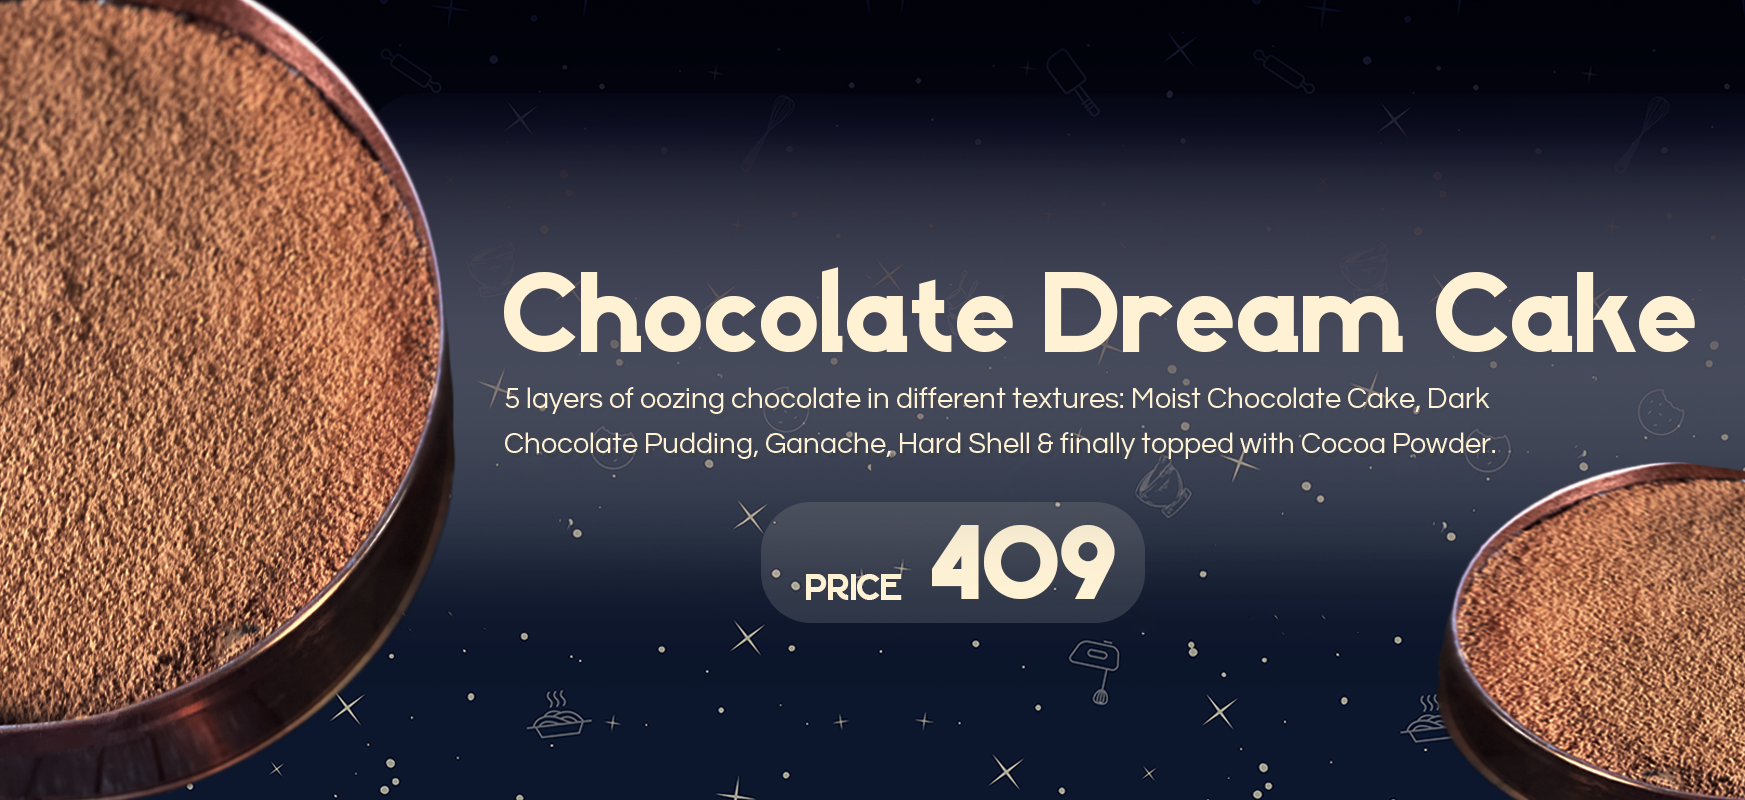 Chocolate Dream Cake
5 layers of oozing chocolate in different textures: Moist Chocolate Cake, Dark
Chocolate Pudding, Ganache, Hard Shell & finally topped with Cocoa Powder.
PRICE 409